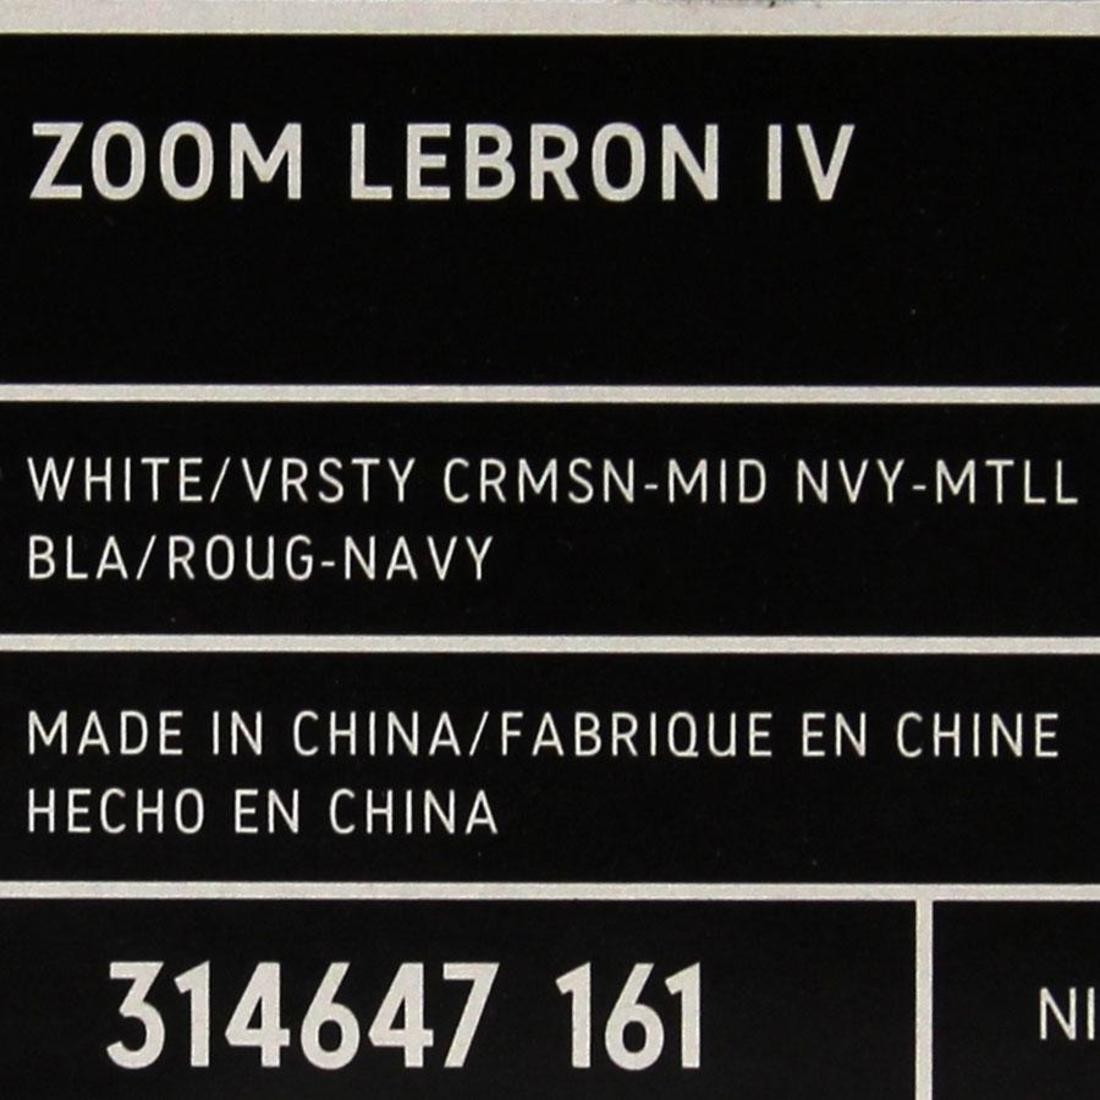 ZOOM LEBRON IV
WHITE/VRSTY CRMSN-MID NVY-MTLL
BLA/ROUG-NAVY
MADE IN CHINA/FABRIQUE EN CHINE
HECHO EN CHINA
314647 161